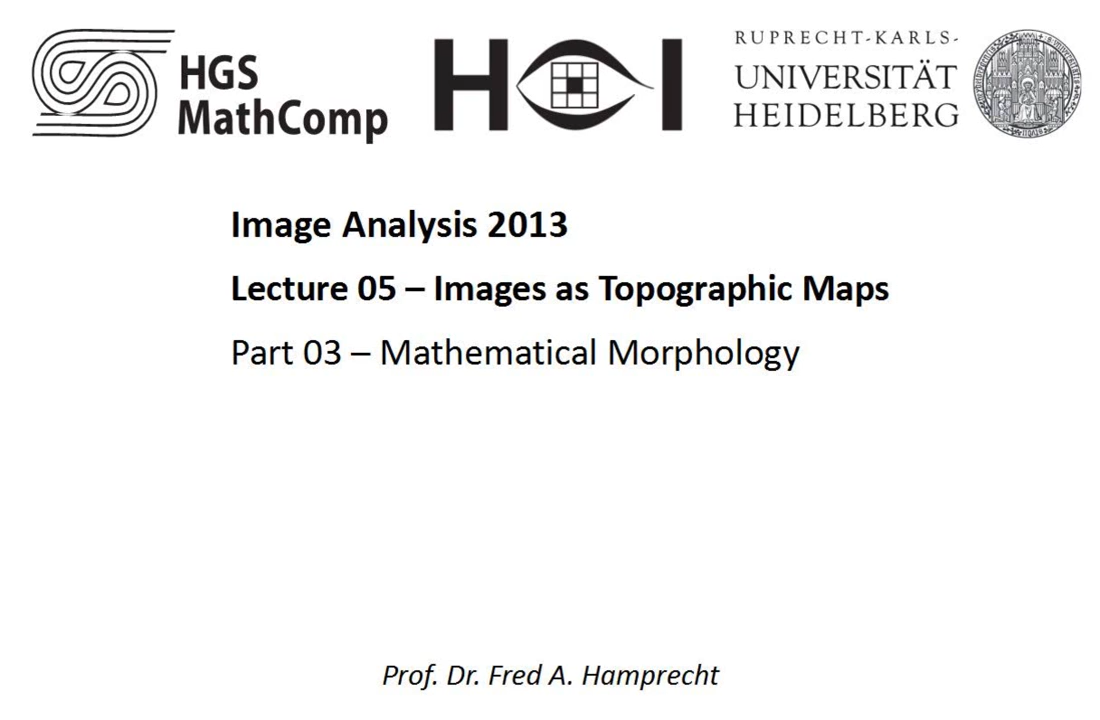 HGS
MathComp
HCI
RUPRECHT-KARLS-
UNIVERSITÄT
HEIDELBERG
Image Analysis 2013
Lecture 05 – Images as Topographic Maps
Part 03 – Mathematical Morphology
Prof. Dr. Fred A. Hamprecht